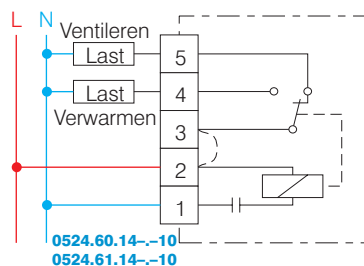 L N
Ventileren
Last 5
Last 4
Verwarmen
3
2
1
0524.60.14–.–10
0524.61.14–.–10